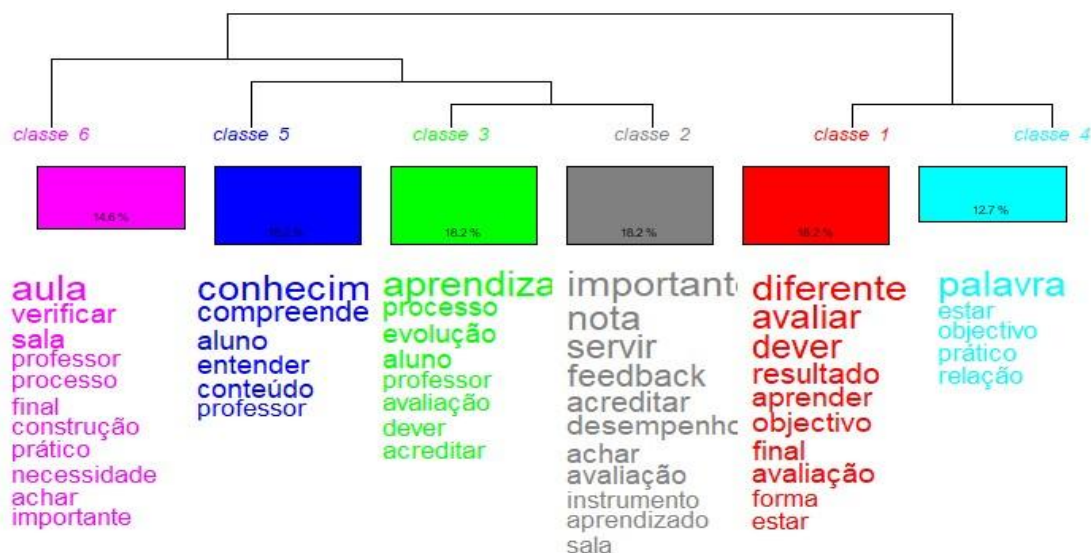 classe 6
classe 5
classe 3
classe 2
classe 1
classe 4
14.6 %
18.2 %
18.2 %
18.2 %
12.7 %
aula
verificar
sala
professor
processo
final
construção
prático
necessidade
achar
importante
conhecim
compreende
aluno
entender
conteúdo
professor
aprendiza
processo
evolução
aluno
professor
avaliação
dever
acreditar
important
nota
servir
feedback
acreditar
desempenho
achar
avaliação
instrumento
aprendizado
sala
diferente
avaliar
dever
resultado
aprender
objectivo
final
avaliação
forma
estar
palavra
estar
objectivo
prático
relação